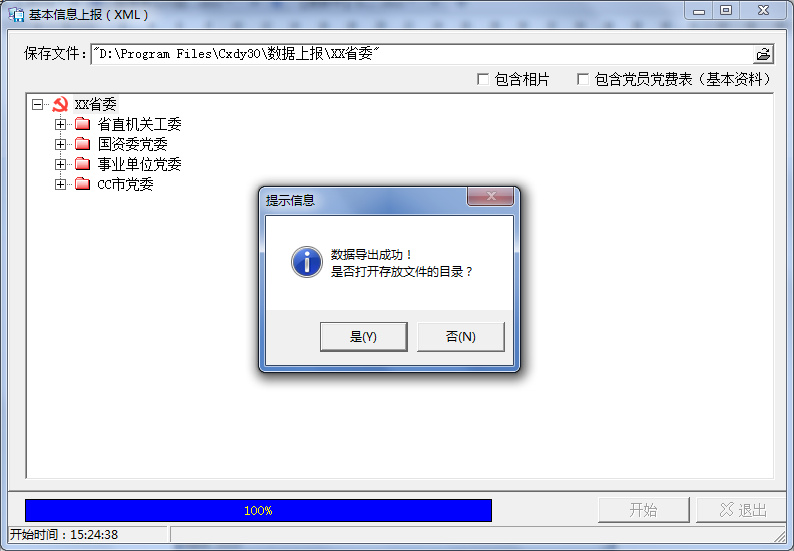 基本信息上报（XML）
保存文件： "D:\Program Files\Cxdy30\数据上报\XX省委"
包含相片 包含党员党费表（基本资料）
XX省委
省直机关工委
国资委党委
事业单位党委
CC市党委
提示信息
数据导出成功！
是否打开存放文件的目录？
是(Y) 否(N)
100% 开始 退出
开始时间：15:24:38